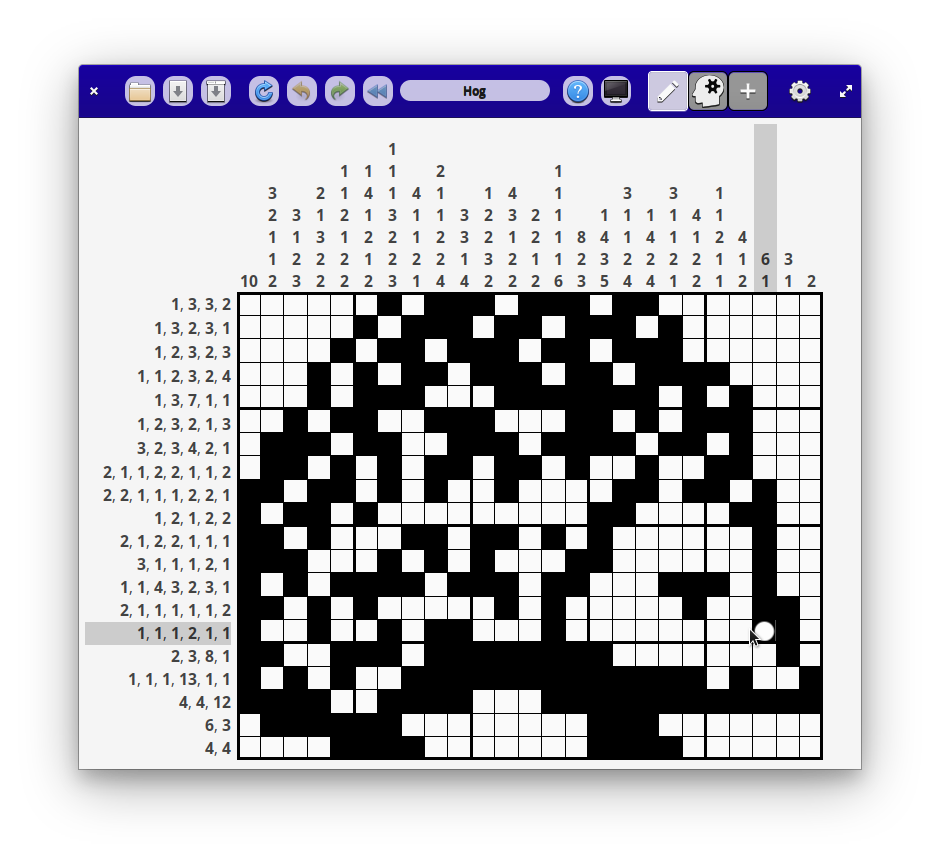 Hog
1
1 1 1 2 1
3 2 1 4 1 4 1 1 4 1 3 3 1
2 3 1 2 1 3 1 1 3 2 3 2 1 1 1 1 1 4 1
1 1 3 1 2 2 1 2 3 2 1 2 1 8 4 1 4 1 1 2 4
1 2 2 2 1 2 1 2 1 3 2 1 1 2 3 2 2 2 1 1 1 6 3
10 2 3 2 2 2 3 1 4 4 2 2 2 6 3 5 4 4 1 2 1 2 1 1 2
1, 3, 3, 2
1, 3, 2, 3, 1
1, 2, 3, 2, 3
1, 1, 2, 3, 2, 4
1, 3, 7, 1, 1
1, 2, 3, 2, 1, 3
3, 2, 3, 4, 2, 1
2, 1, 1, 2, 2, 1, 1, 2
2, 2, 1, 1, 1, 2, 2, 1
1, 2, 1, 2, 2
2, 1, 2, 2, 1, 1, 1
3, 1, 1, 1, 2, 1
1, 1, 4, 3, 2, 3, 1
2, 1, 1, 1, 1, 1, 2
1, 1, 1, 2, 1, 1
2, 3, 8, 1
1, 1, 1, 13, 1, 1
4, 4, 12
6, 3
4, 4